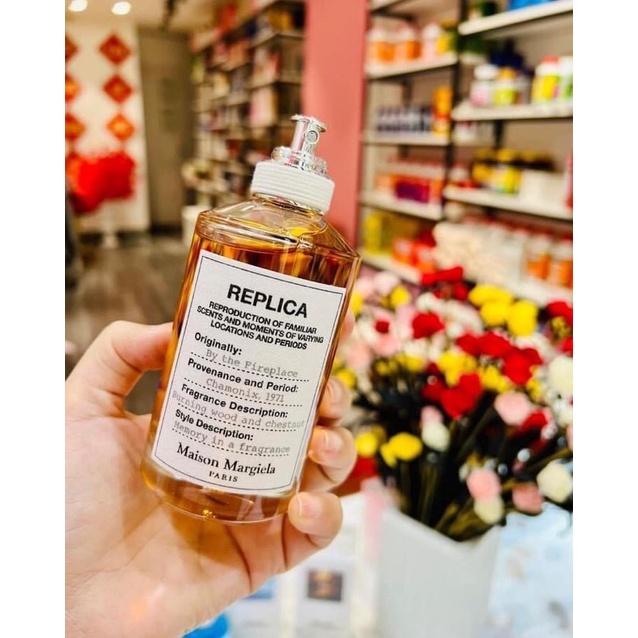 REPLICA
REPRODUCTION OF FAMILIAR
SCENTS AND MOMENTS OF VARYING
LOCATIONS AND PERIODS
Originally:
By the Fireplace
Provenance and Period:
Chamonix, 1971
Fragrance Description:
Burning wood and chestnut
Style Description:
Memory in a fragrance
Maison Margiela
PARIS